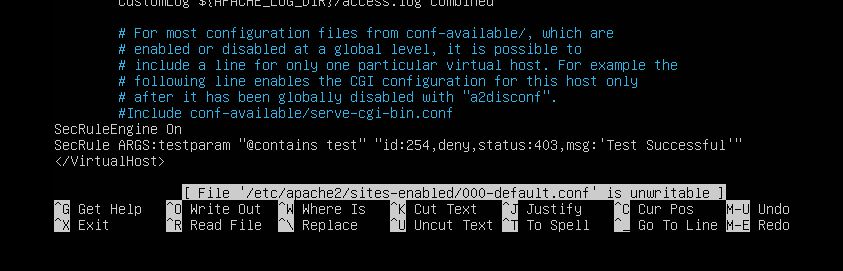 CustomLog ${APACHE_LOG_DIR}/access.log combined
# For most configuration files from conf-available/, which are
# enabled or disabled at a global level, it is possible to
# include a line for only one particular virtual host. For example the
# following line enables the CGI configuration for this host only
# after it has been globally disabled with "a2disconf".
#Include conf-available/serve-cgi-bin.conf
SecRuleEngine On
SecRule ARGS:testparam "@contains test" "id:254,deny,status:403,msg:'Test Successful'"
</VirtualHost>
[ File '/etc/apache2/sites-enabled/000-default.conf' is unwritable ]
^G Get Help ^O Write Out ^W Where Is ^K Cut Text ^J Justify ^C Cur Pos M-U Undo
^X Exit ^R Read File ^\ Replace ^U Uncut Text ^T To Spell ^_ Go To Line M-E Redo